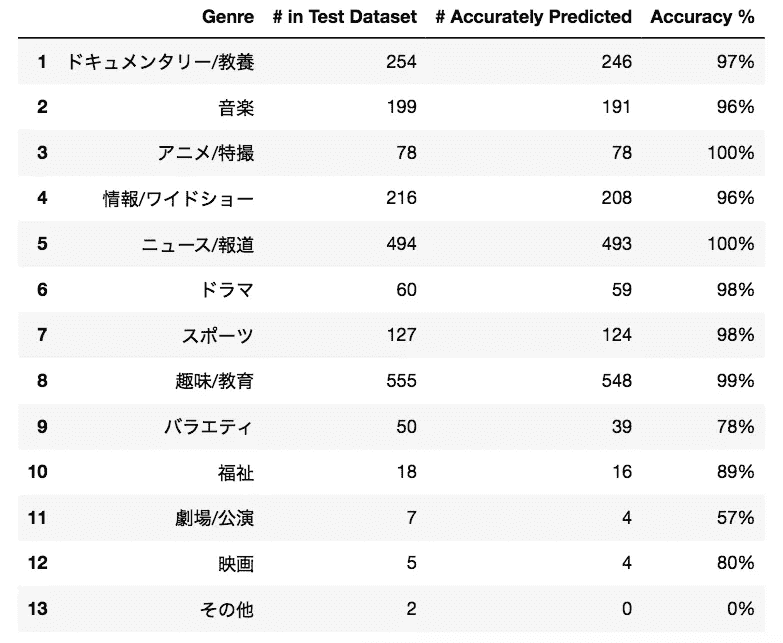 Genre # in Test Dataset # Accurately Predicted Accuracy %
1 ドキュメンタリー/教養 254 246 97%
2 音楽 199 191 96%
3 アニメ/特撮 78 78 100%
4 情報/ワイドショー 216 208 96%
5 ニュース/報道 494 493 100%
6 ドラマ 60 59 98%
7 スポーツ 127 124 98%
8 趣味/教育 555 548 99%
9 バラエティ 50 39 78%
10 福祉 18 16 89%
11 劇場/公演 7 4 57%
12 映画 5 4 80%
13 その他 2 0 0%